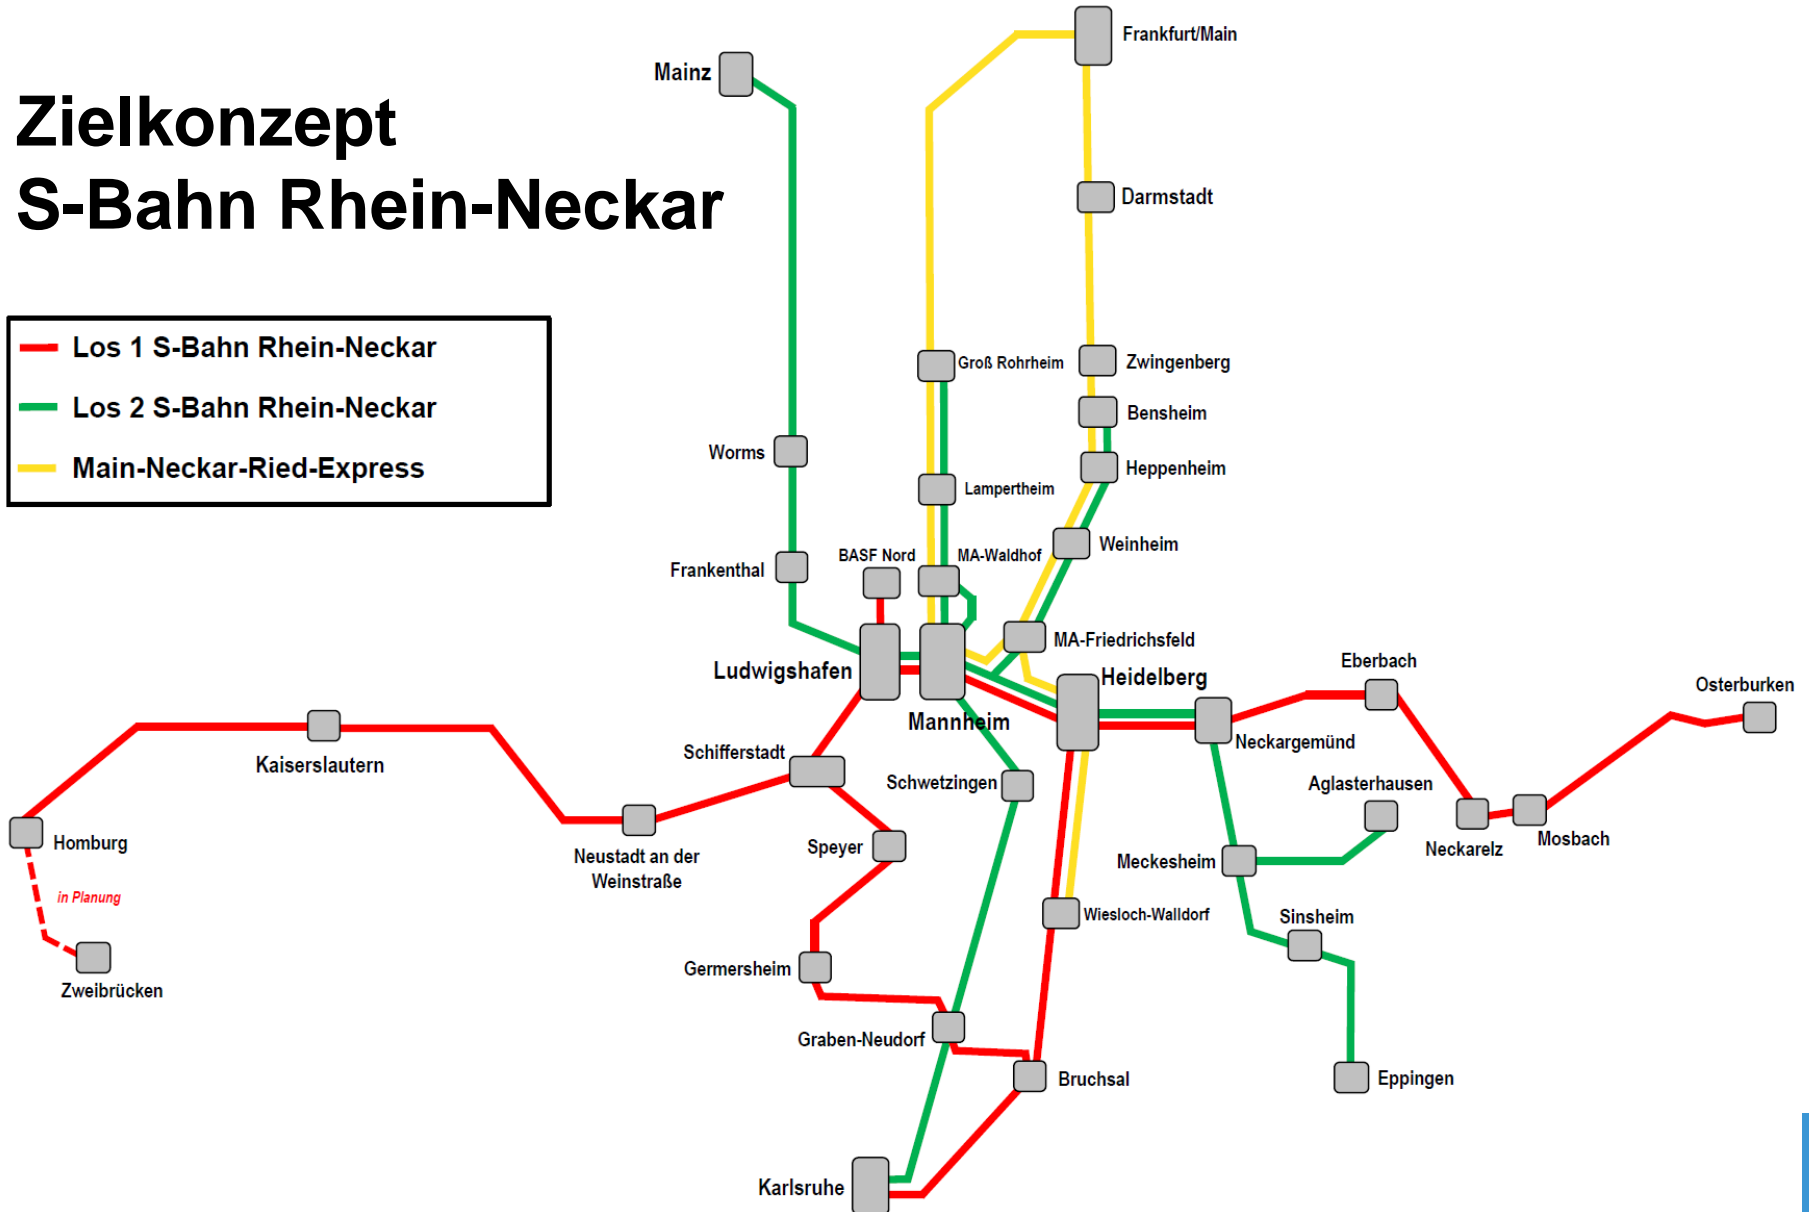 Zielkonzept
S-Bahn Rhein-Neckar
Los 1 S-Bahn Rhein-Neckar
Los 2 S-Bahn Rhein-Neckar
Main-Neckar-Ried-Express
Frankfurt/Main
Mainz
Darmstadt
Groß Rohrheim
Zwingenberg
Bensheim
Worms
Heppenheim
Lampertheim
Weinheim
BASF Nord
MA-Waldhof
Frankenthal
MA-Friedrichsfeld
Ludwigshafen
Heidelberg
Eberbach
Osterburken
Mannheim
Neckargemünd
Schifferstadt
Kaiserslautern
Schwetzingen
Aglasterhausen
Homburg
Neustadt an der
Weinstraße
Speyer
Meckesheim
Neckarelz
Mosbach
in Planung
Wiesloch-Walldorf
Sinsheim
Germersheim
Zweibrücken
Graben-Neudorf
Bruchsal
Eppingen
Karlsruhe